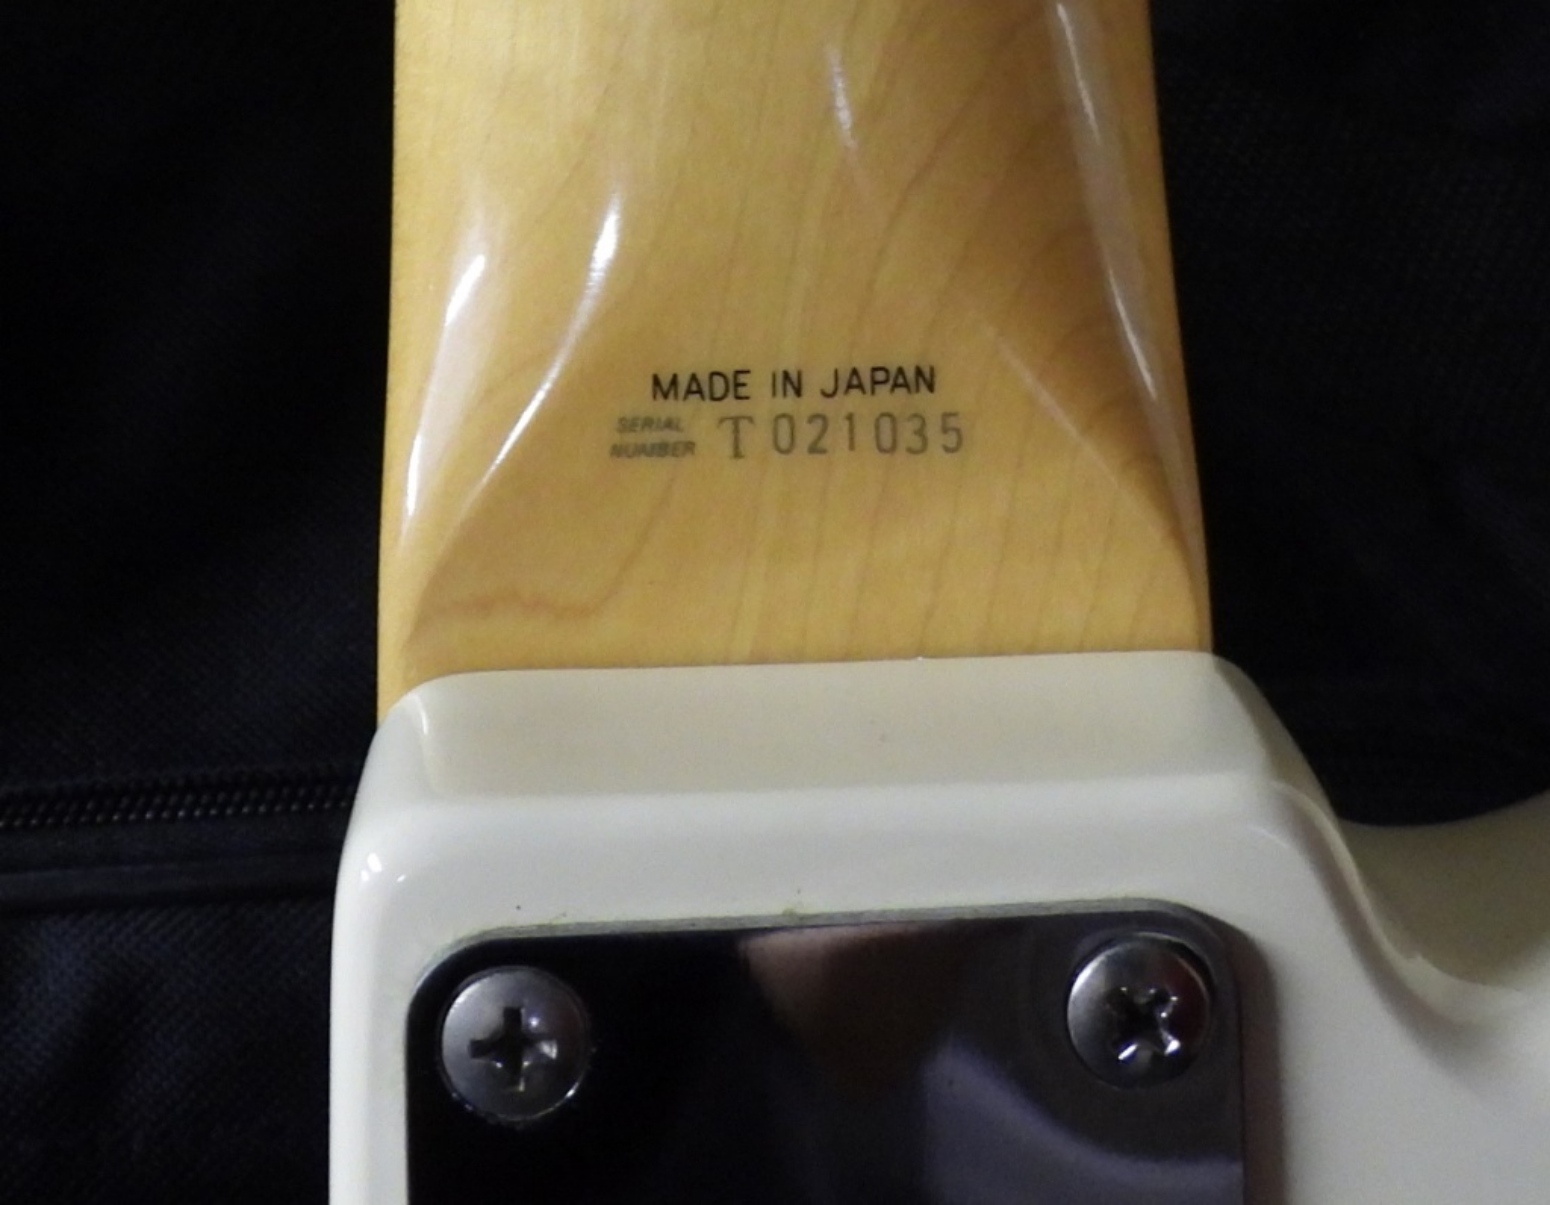 MADE IN JAPAN
SERIAL NUMBER T021035